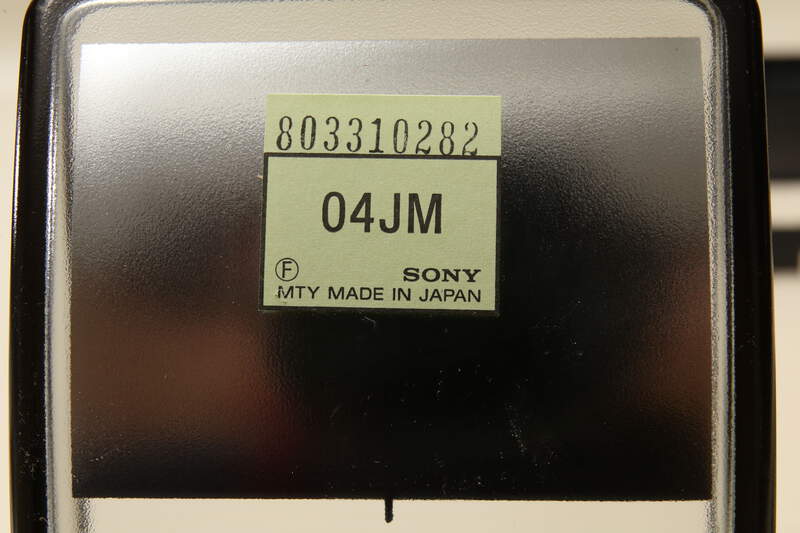 803310282
04JM
Ⓕ SONY
MTY MADE IN JAPAN